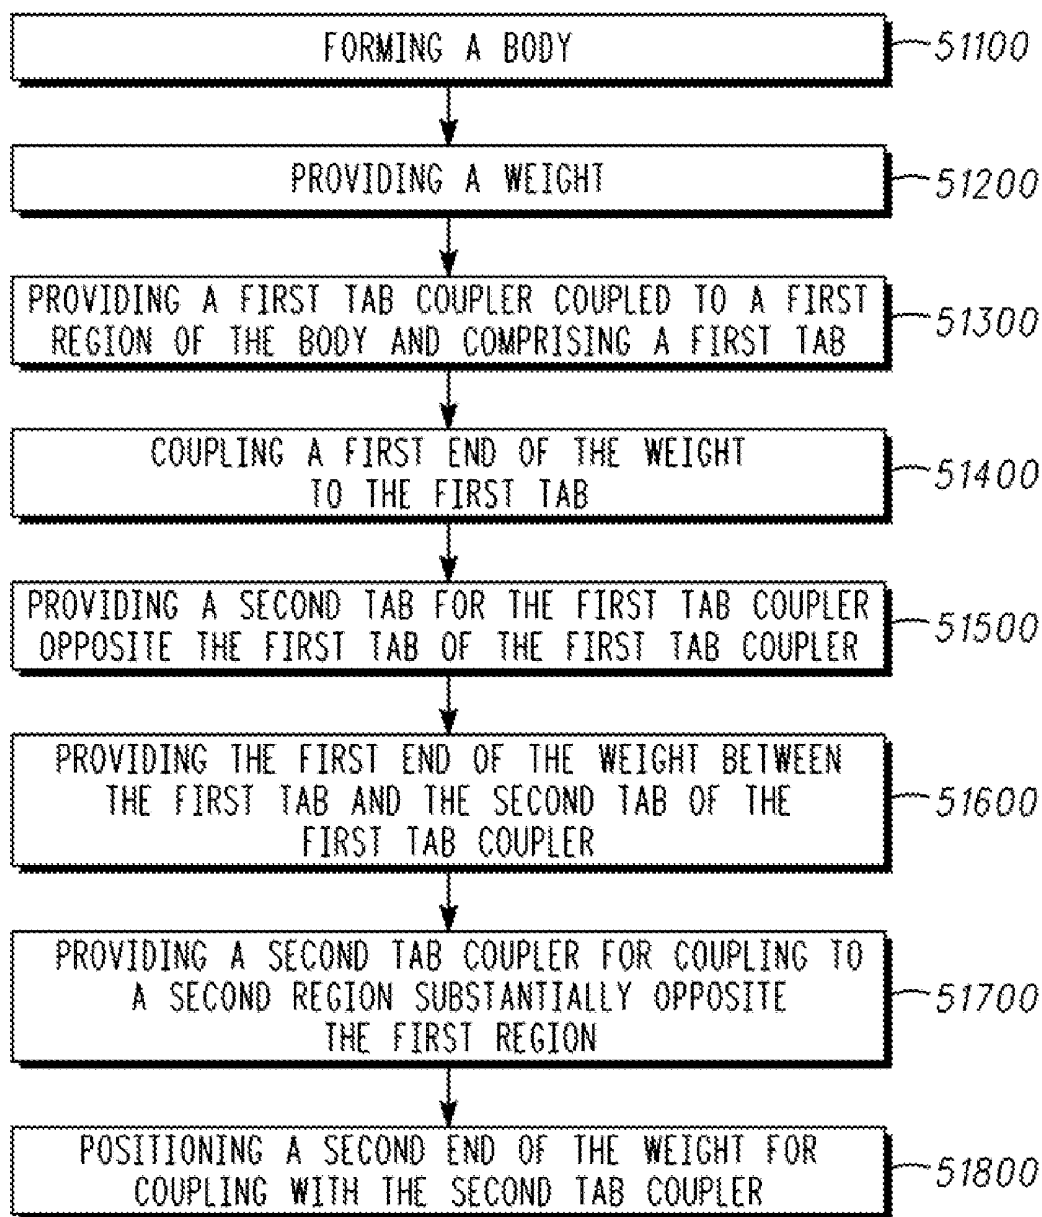 FORMING A BODY
51100
PROVIDING A WEIGHT
51200
PROVIDING A FIRST TAB COUPLER COUPLED TO A FIRST
REGION OF THE BODY AND COMPRISING A FIRST TAB
51300
COUPLING A FIRST END OF THE WEIGHT
TO THE FIRST TAB
51400
PROVIDING A SECOND TAB FOR THE FIRST TAB COUPLER
OPPOSITE THE FIRST TAB OF THE FIRST TAB COUPLER
51500
PROVIDING THE FIRST END OF THE WEIGHT BETWEEN
THE FIRST TAB AND THE SECOND TAB OF THE
FIRST TAB COUPLER
51600
PROVIDING A SECOND TAB COUPLER FOR COUPLING TO
A SECOND REGION SUBSTANTIALLY OPPOSITE
THE FIRST REGION
51700
POSITIONING A SECOND END OF THE WEIGHT FOR
COUPLING WITH THE SECOND TAB COUPLER
51800